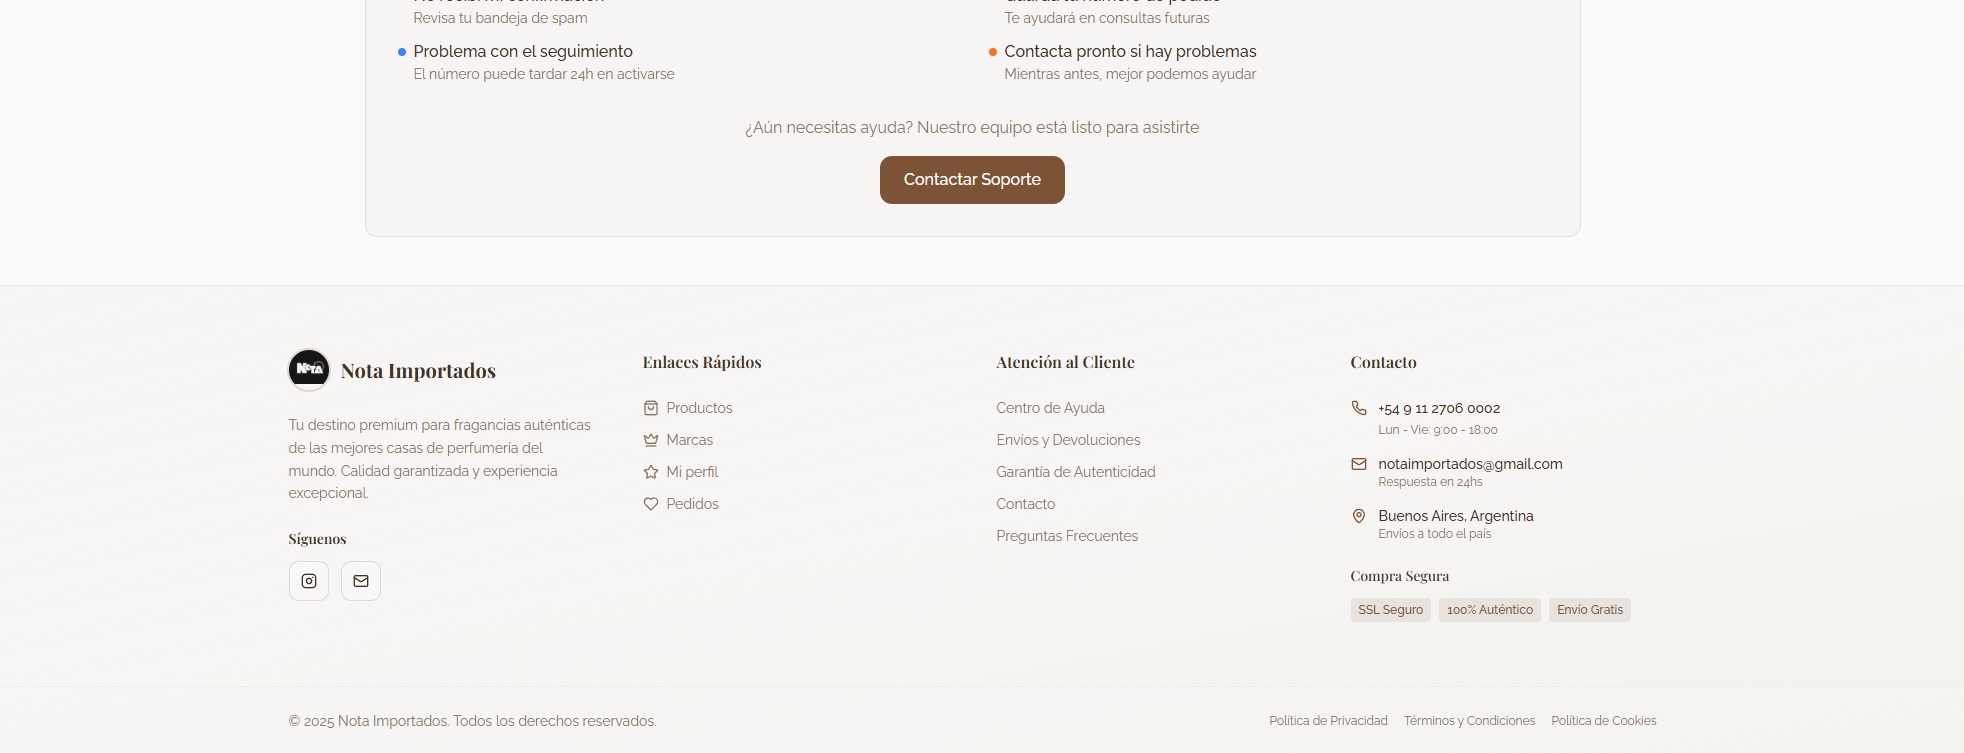 Revisa tu bandeja de spam
Te ayudará en consultas futuras
Problema con el seguimiento
El número puede tardar 24h en activarse
Contacta pronto si hay problemas
Mientras antes, mejor podemos ayudar
¿Aún necesitas ayuda? Nuestro equipo está listo para asistirte
Contactar Soporte
NOTA
Nota Importados
Tu destino premium para fragancias auténticas
de las mejores casas de perfumería del
mundo. Calidad garantizada y experiencia
excepcional.
Síguenos
Enlaces Rápidos
Productos
Marcas
Mi perfil
Pedidos
Atención al Cliente
Centro de Ayuda
Envíos y Devoluciones
Garantía de Autenticidad
Contacto
Preguntas Frecuentes
Contacto
+54 9 11 2706 0002
Lun - Vie: 9:00 - 18:00
notaimportados@gmail.com
Respuesta en 24hs
Buenos Aires, Argentina
Envíos a todo el país
Compra Segura
SSL Seguro
100% Auténtico
Envío Gratis
© 2025 Nota Importados. Todos los derechos reservados.
Política de Privacidad
Términos y Condiciones
Política de Cookies